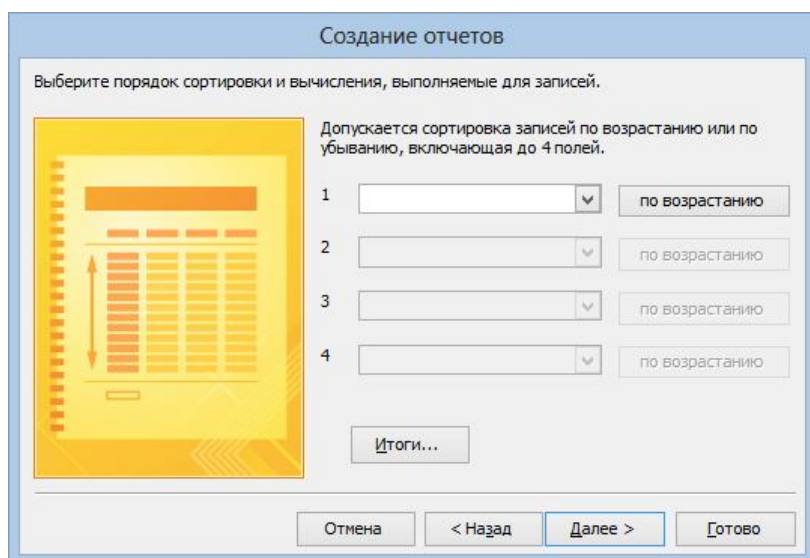 Создание отчетов
Выберите порядок сортировки и вычисления, выполняемые для записей.
Допускается сортировка записей по возрастанию или по
убыванию, включающая до 4 полей.
1 по возрастанию
2 по возрастанию
3 по возрастанию
4 по возрастанию
Итоги...
Отмена < Назад Далее > Готово